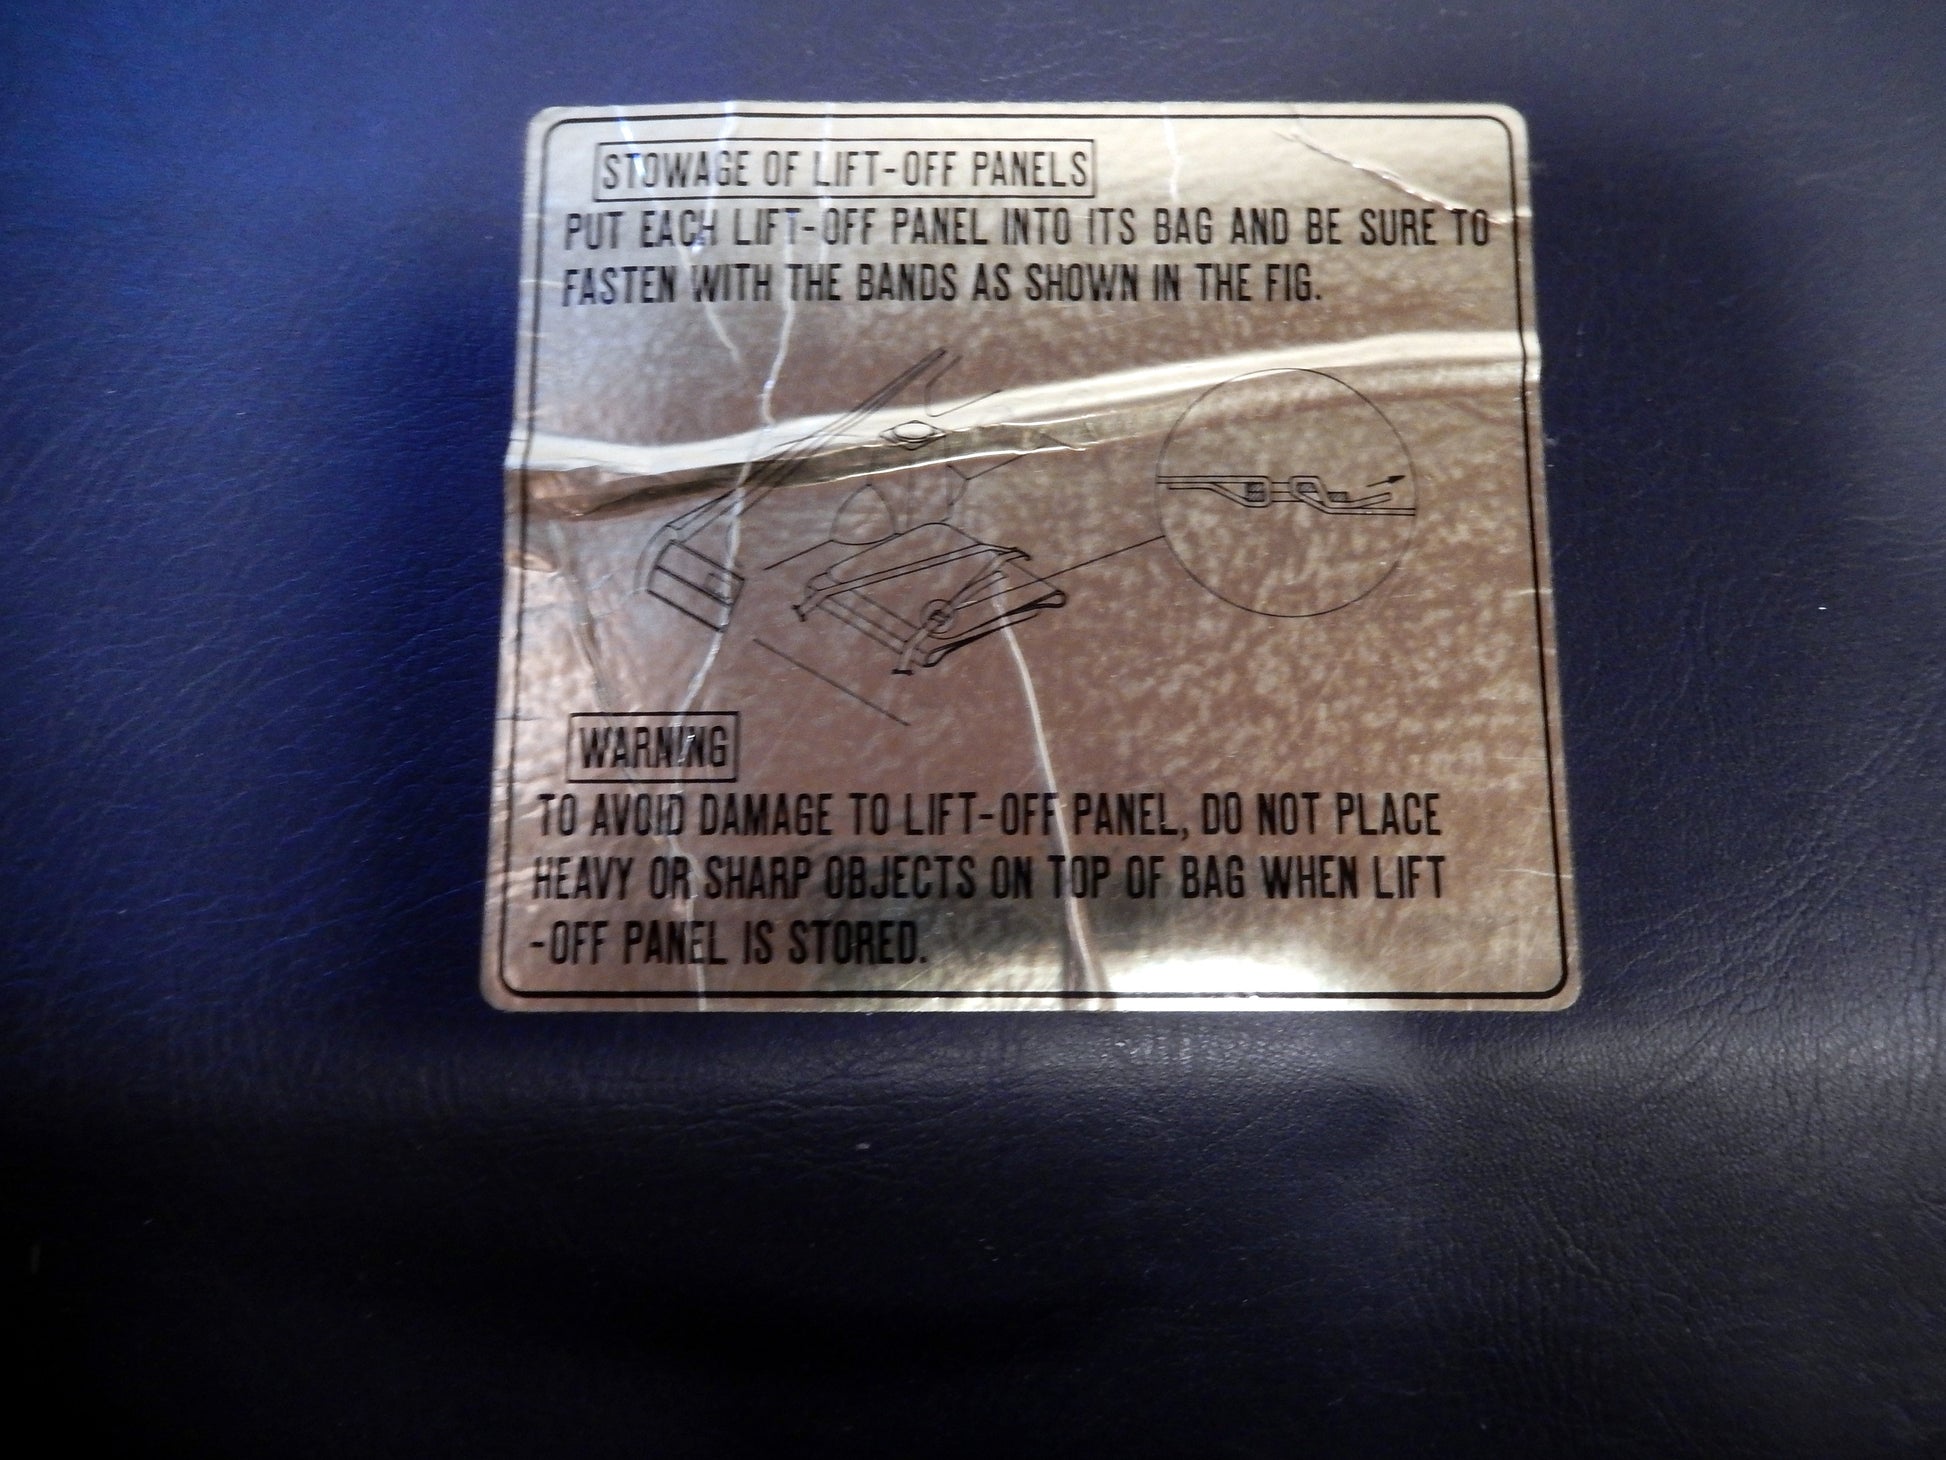 STOWAGE OF LIFT-OFF PANELS
PUT EACH LIFT-OFF PANEL INTO ITS BAG AND BE SURE TO
FASTEN WITH THE BANDS AS SHOWN IN THE FIG.
WARNING
TO AVOID DAMAGE TO LIFT-OFF PANEL, DO NOT PLACE
HEAVY OR SHARP OBJECTS ON TOP OF BAG WHEN LIFT
-OFF PANEL IS STORED.